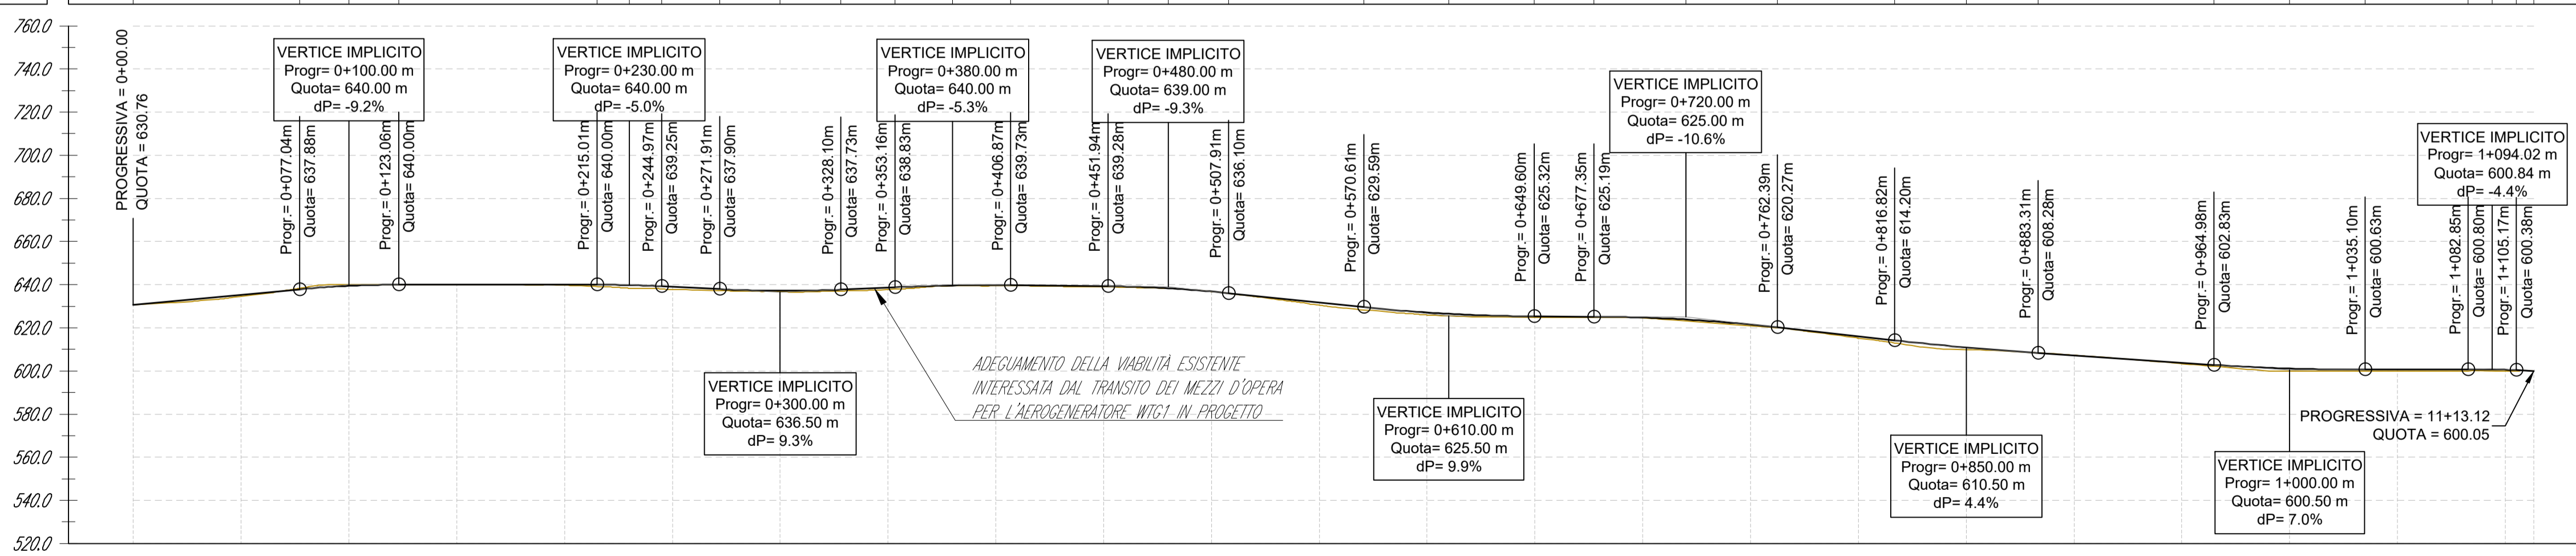 760.0
740.0
720.0
700.0
680.0
660.0
640.0
620.0
600.0
580.0
560.0
540.0
520.0
PROGRESSIVA = 0+00.00
QUOTA = 630.76
Progr.= 0+077.04m
Quota= 637.88m
VERTICE IMPLICITO
Progr= 0+100.00 m
Quota= 640.00 m
dP= -9.2%
Progr.= 0+123.06m
Quota= 640.00m
VERTICE IMPLICITO
Progr= 0+230.00 m
Quota= 640.00 m
dP= -5.0%
Progr.= 0+215.01m
Quota= 640.00m
Progr.= 0+244.97m
Quota= 639.25m
Progr.= 0+271.91m
Quota= 637.90m
VERTICE IMPLICITO
Progr= 0+300.00 m
Quota= 636.50 m
dP= 9.3%
Progr.= 0+328.10m
Quota= 637.73m
Progr.= 0+353.16m
Quota= 638.83m
VERTICE IMPLICITO
Progr= 0+380.00 m
Quota= 640.00 m
dP= -5.3%
Progr.= 0+406.87m
Quota= 639.73m
ADEGUAMENTO DELLA VIABILITÀ ESISTENTE
INTERESSATA DAL TRANSITO DEI MEZZI D'OPERA
PER L'AEROGENERATORE WTG1 IN PROGETTO
VERTICE IMPLICITO
Progr= 0+480.00 m
Quota= 639.00 m
dP= -9.3%
Progr.= 0+451.94m
Quota= 639.28m
Progr.= 0+507.91m
Quota= 636.10m
Progr.= 0+570.61m
Quota= 629.59m
VERTICE IMPLICITO
Progr= 0+610.00 m
Quota= 625.50 m
dP= 9.9%
Progr.= 0+649.60m
Quota= 625.32m
Progr.= 0+677.35m
Quota= 625.19m
VERTICE IMPLICITO
Progr= 0+720.00 m
Quota= 625.00 m
dP= -10.6%
Progr.= 0+762.39m
Quota= 620.27m
Progr.= 0+816.82m
Quota= 614.20m
VERTICE IMPLICITO
Progr= 0+850.00 m
Quota= 610.50 m
dP= 4.4%
Progr.= 0+883.31m
Quota= 608.28m
Progr.= 0+964.98m
Quota= 602.83m
VERTICE IMPLICITO
Progr= 1+000.00 m
Quota= 600.50 m
dP= 7.0%
Progr.= 1+035.10m
Quota= 600.63m
VERTICE IMPLICITO
Progr= 1+094.02 m
Quota= 600.84 m
dP= -4.4%
Progr.= 1+082.85m
Quota= 600.80m
Progr.= 1+105.17m
Quota= 600.38m
PROGRESSIVA = 11+13.12
QUOTA = 600.05